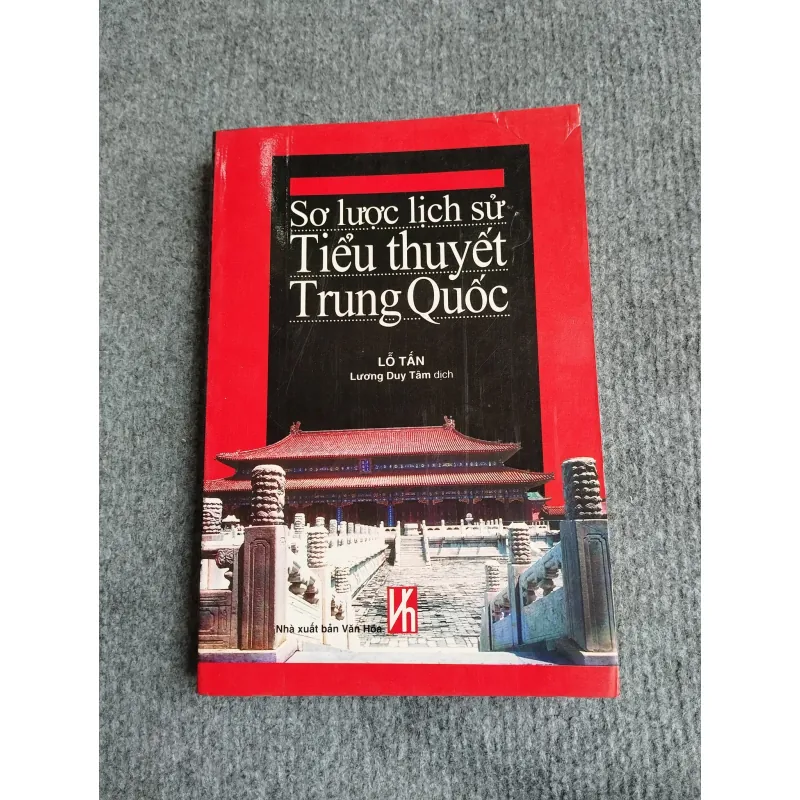 Sơ lược lịch sử
Tiểu thuyết
Trung Quốc
LỖ TẤN
Lương Duy Tâm dịch
Nhà xuất bản Văn Hóa
Vh